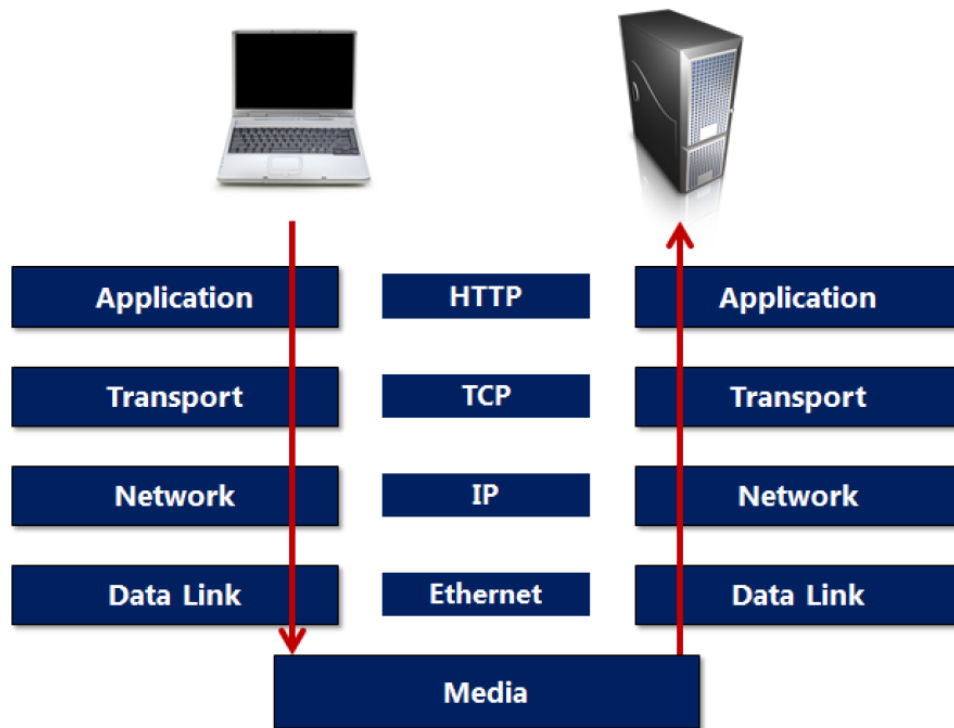 Application
HTTP
Application
Transport
TCP
Transport
Network
IP
Network
Data Link
Ethernet
Data Link
Media